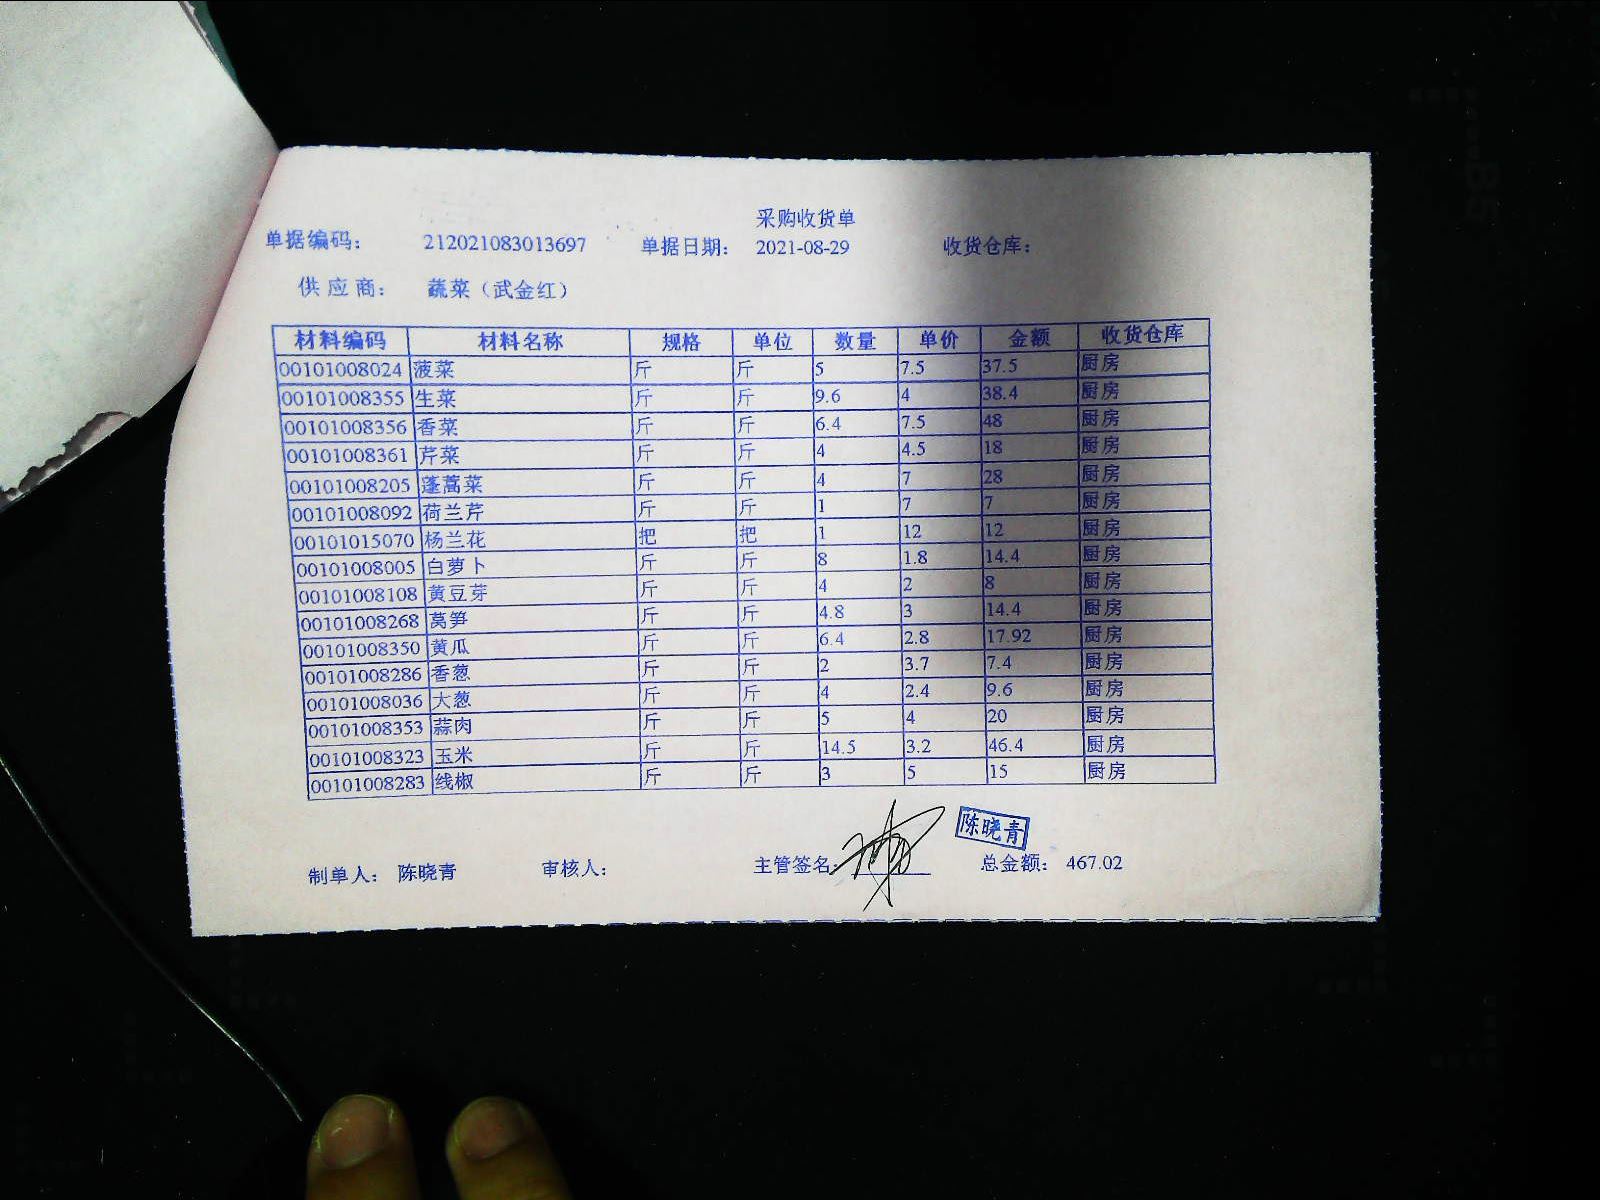 采购收货单
单据编码: 212021083013697 单据日期: 2021-08-29 收货仓库:
供应商: 蔬菜（武金红）
材料编码 材料名称 规格 单位 数量 单价 金额 收货仓库
00101008024 菠菜 斤 斤 5 7.5 37.5 厨房
00101008355 生菜 斤 斤 9.6 4 38.4 厨房
00101008356 香菜 斤 斤 6.4 7.5 48 厨房
00101008361 芹菜 斤 斤 4 4.5 18 厨房
00101008205 蓬蒿菜 斤 斤 4 7 28 厨房
00101008092 荷兰芹 斤 斤 1 7 7 厨房
00101015070 杨兰花 把 把 1 12 12 厨房
00101008005 白萝卜 斤 斤 8 1.8 14.4 厨房
00101008108 黄豆芽 斤 斤 4 2 8 厨房
00101008268 莴笋 斤 斤 4.8 3 14.4 厨房
00101008350 黄瓜 斤 斤 6.4 2.8 17.92 厨房
00101008286 香葱 斤 斤 2 3.7 7.4 厨房
00101008036 大葱 斤 斤 4 2.4 9.6 厨房
00101008353 蒜肉 斤 斤 5 4 20 厨房
00101008323 玉米 斤 斤 14.5 3.2 46.4 厨房
00101008283 线椒 斤 斤 3 5 15 厨房
陈晓青
制单人: 陈晓青 审核人: 主管签名: 总金额: 467.02